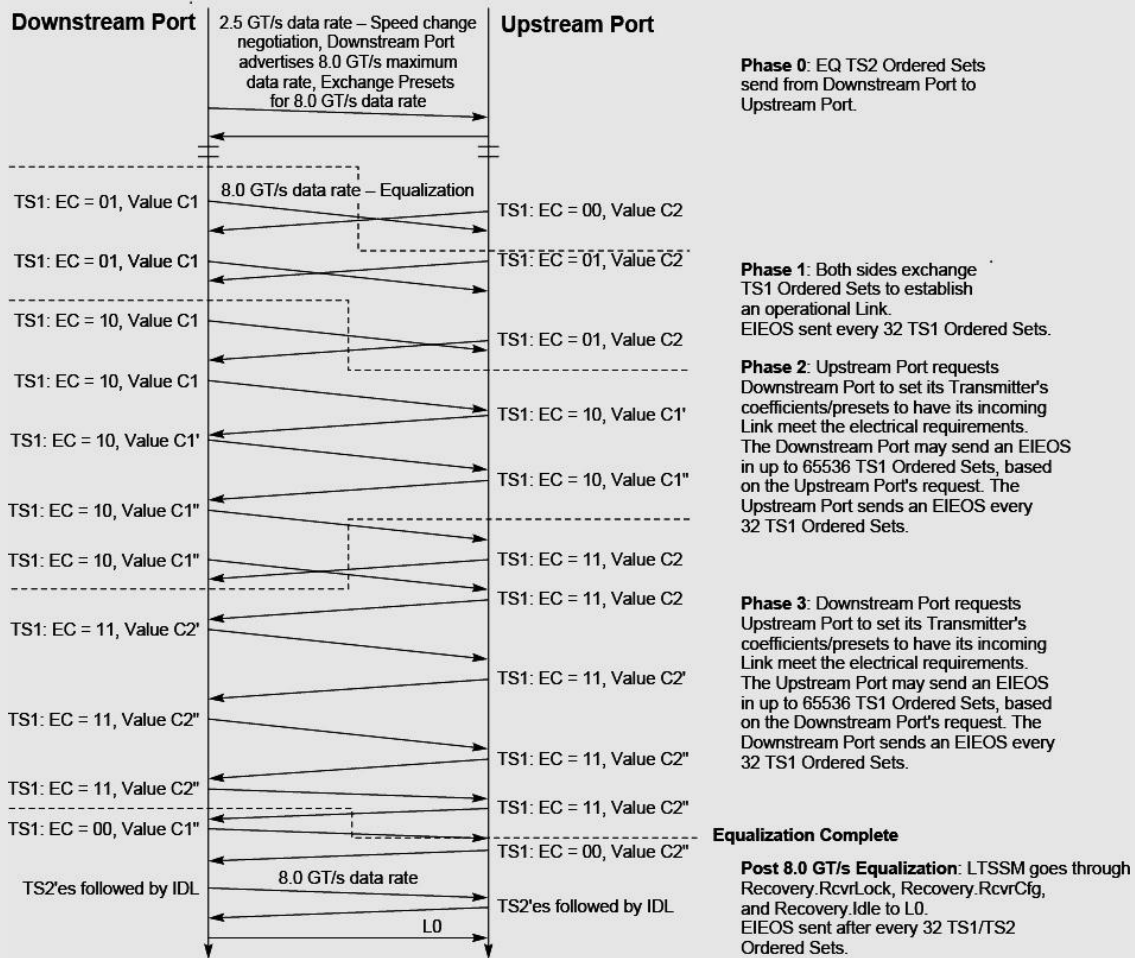 Downstream Port
2.5 GT/s data rate – Speed change
negotiation, Downstream Port
advertises 8.0 GT/s maximum
data rate, Exchange Presets
for 8.0 GT/s data rate
Upstream Port
Phase 0: EQ TS2 Ordered Sets
send from Downstream Port to
Upstream Port.
8.0 GT/s data rate – Equalization
TS1: EC = 01, Value C1
TS1: EC = 00, Value C2
TS1: EC = 01, Value C1
TS1: EC = 01, Value C2
Phase 1: Both sides exchange
TS1 Ordered Sets to establish
an operational Link.
EIEOS sent every 32 TS1 Ordered Sets.
TS1: EC = 10, Value C1
TS1: EC = 01, Value C2
Phase 2: Upstream Port requests
Downstream Port to set its Transmitter's
coefficients/presets to have its incoming
Link meet the electrical requirements.
The Downstream Port may send an EIEOS
in up to 65536 TS1 Ordered Sets, based
on the Upstream Port's request. The
Upstream Port sends an EIEOS every
32 TS1 Ordered Sets.
TS1: EC = 10, Value C1
TS1: EC = 10, Value C1'
TS1: EC = 10, Value C1'
TS1: EC = 10, Value C1"
TS1: EC = 10, Value C1"
TS1: EC = 10, Value C1"
TS1: EC = 11, Value C2
TS1: EC = 11, Value C2
Phase 3: Downstream Port requests
Upstream Port to set its Transmitter's
coefficients/presets to have its incoming
Link meet the electrical requirements.
The Upstream Port may send an EIEOS
in up to 65536 TS1 Ordered Sets, based
on the Downstream Port's request. The
Downstream Port sends an EIEOS every
32 TS1 Ordered Sets.
TS1: EC = 11, Value C2'
TS1: EC = 11, Value C2'
TS1: EC = 11, Value C2"
TS1: EC = 11, Value C2"
TS1: EC = 11, Value C2"
TS1: EC = 11, Value C2"
TS1: EC = 00, Value C1"
Equalization Complete
TS1: EC = 00, Value C2"
Post 8.0 GT/s Equalization: LTSSM goes through
Recovery.RcvrLock, Recovery.RcvrCfg,
and Recovery.Idle to L0.
EIEOS sent after every 32 TS1/TS2
Ordered Sets.
8.0 GT/s data rate
TS2'es followed by IDL
TS2'es followed by IDL
L0